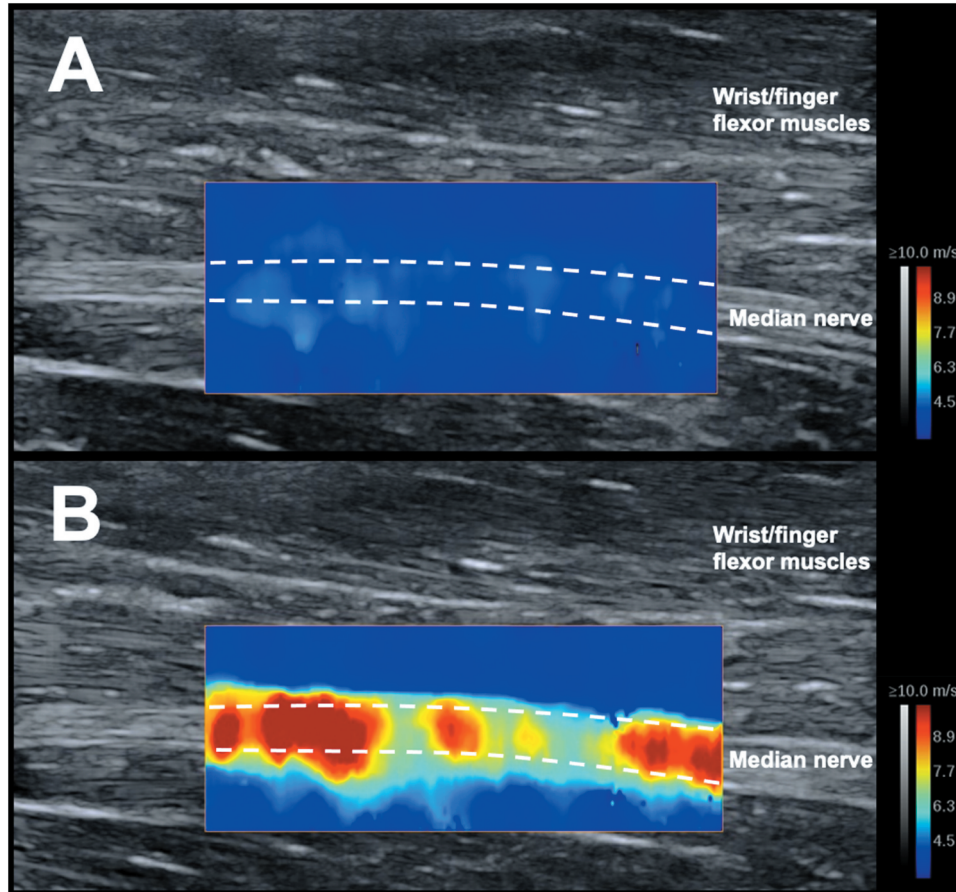 A
Wrist/finger
flexor muscles
≥10.0 m/s
8.9
7.7
6.3
4.5
Median nerve
B
Wrist/finger
flexor muscles
≥10.0 m/s
8.9
7.7
6.3
4.5
Median nerve